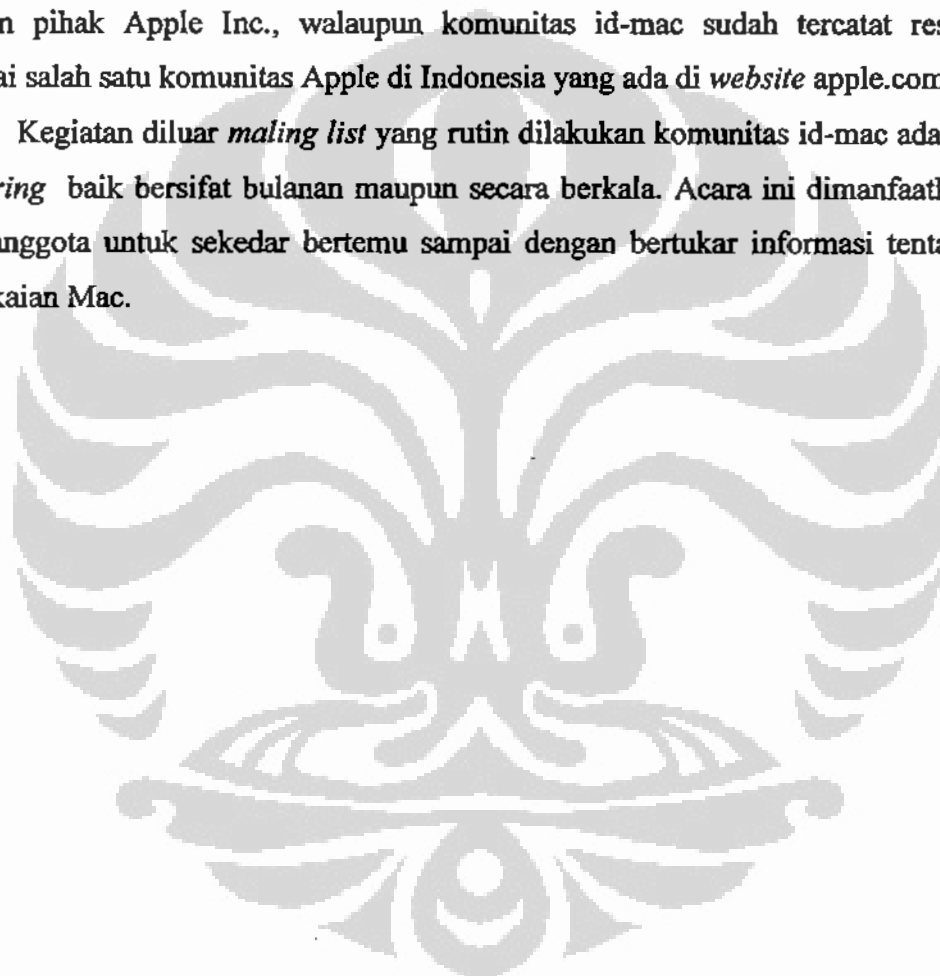 n pihak Apple Inc., walaupun komunitas id-mac sudah tercatat res
ai salah satu komunitas Apple di Indonesia yang ada di website apple.com
Kegiatan diluar maling list yang rutin dilakukan komunitas id-mac ada
ring baik bersifat bulanan maupun secara berkala. Acara ini dimanfaatk
anggota untuk sekedar bertemu sampai dengan bertukar informasi tenta
kaian Mac.